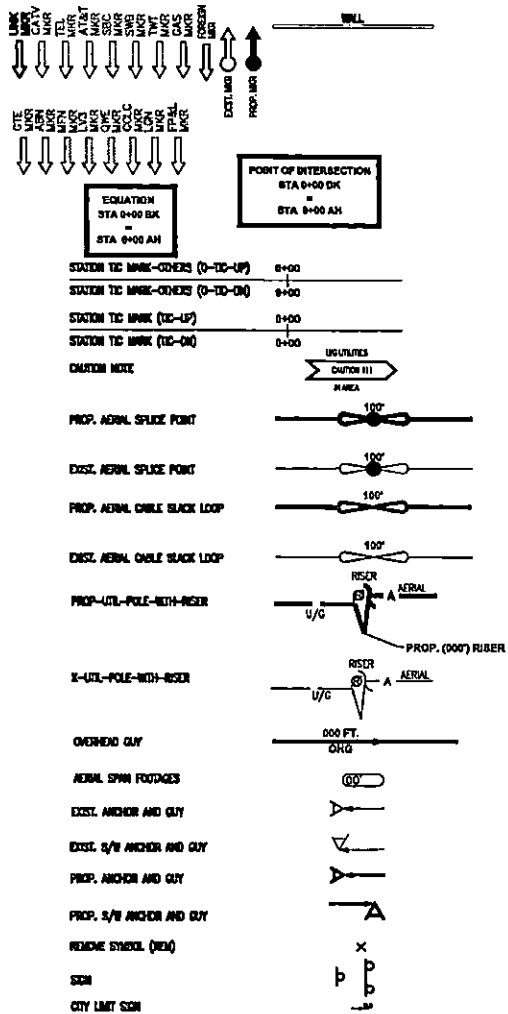 UNK MKR
CATV MKR
TEL MKR
AT&T MKR
SBC MKR
SWB MKR
TWT MKR
GAS MKR
FOREIGN MKR
EXIST. MKR
PROP. MKR
WALL
GTE MKR
MFN MKR
LV3 MKR
QWE MKR
CCLC MKR
LGN MKR
FP&L MKR
EQUATION
STA 0+00 BK
=
STA 0+00 AH
POINT OF INTERSECTION
STA 0+00 BK
=
STA 0+00 AH
STATION TIC MARK-OTHERS (O-TIC-UP) 0+00
STATION TIC MARK-OTHERS (O-TIC-DN) 0+00
STATION TIC MARK (TIC-UP) 0+00
STATION TIC MARK (TIC-DN) 0+00
CAUTION NOTE
U/G UTILITIES
CAUTION !!!
IN AREA
PROP. AERIAL SPLICE POINT 100'
EXIST. AERIAL SPLICE POINT 100'
PROP. AERIAL CABLE SLACK LOOP 100'
EXIST. AERIAL CABLE SLACK LOOP 100'
PROP-UTIL-POLE-WITH-RISER
RISER
A AERIAL
U/G
PROP. (000') RISER
X-UTIL-POLE-WITH-RISER
RISER
A AERIAL
U/G
OVERHEAD GUY
000 FT.
OHG
AERIAL SPAN FOOTAGES 00'
EXIST. ANCHOR AND GUY
EXIST. S/W ANCHOR AND GUY
PROP. ANCHOR AND GUY
PROP. S/W ANCHOR AND GUY
REMOVE SYMBOL (REM)
SIGN
CITY LIMIT SIGN